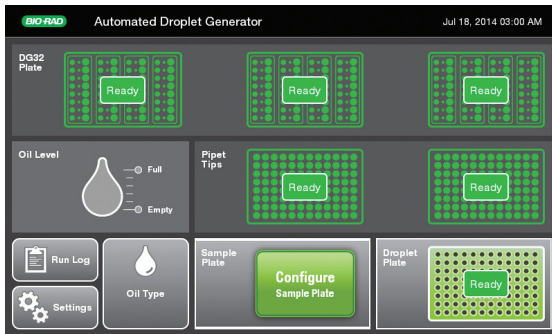 BIO-RAD Automated Droplet Generator Jul 18, 2014 03:00 AM
DG32
Plate
Ready Ready Ready
Oil Level
Full
Empty
Pipet
Tips
Ready Ready
Run Log
Settings
Oil Type
Sample
Plate
Configure
Sample Plate
Droplet
Plate
Ready